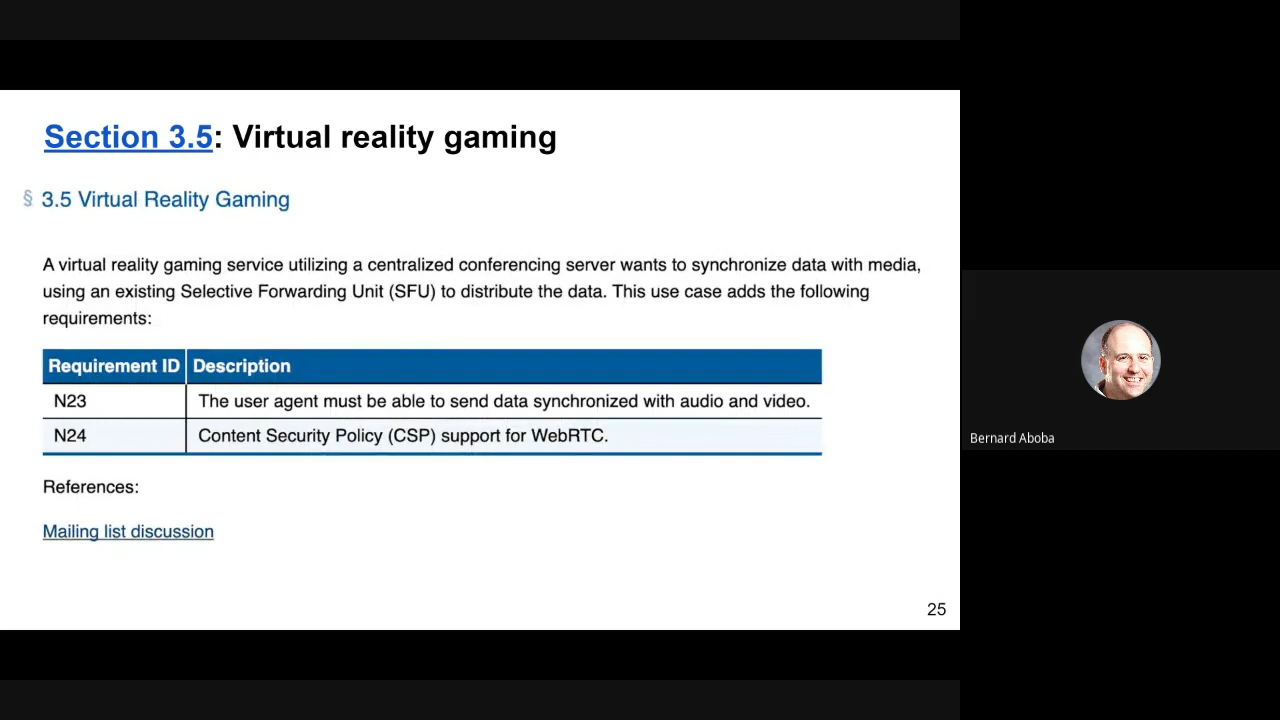 Section 3.5: Virtual reality gaming
§ 3.5 Virtual Reality Gaming
A virtual reality gaming service utilizing a centralized conferencing server wants to synchronize data with media,
using an existing Selective Forwarding Unit (SFU) to distribute the data. This use case adds the following
requirements:
Requirement ID Description
N23 The user agent must be able to send data synchronized with audio and video.
N24 Content Security Policy (CSP) support for WebRTC.
References:
Mailing list discussion
25
Bernard Aboba